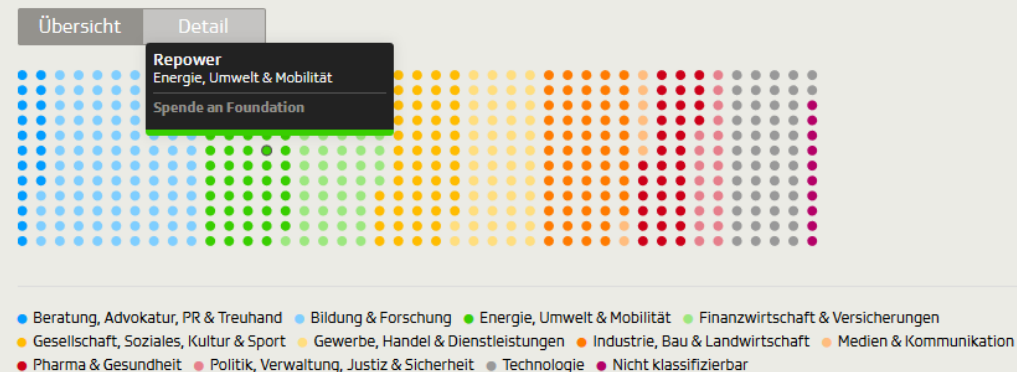 Übersicht Detail
Repower
Energie, Umwelt & Mobilität
Spende an Foundation
Beratung, Advokatur, PR & Treuhand Bildung & Forschung Energie, Umwelt & Mobilität Finanzwirtschaft & Versicherungen
Gesellschaft, Soziales, Kultur & Sport Gewerbe, Handel & Dienstleistungen Industrie, Bau & Landwirtschaft Medien & Kommunikation
Pharma & Gesundheit Politik, Verwaltung, Justiz & Sicherheit Technologie Nicht klassifizierbar